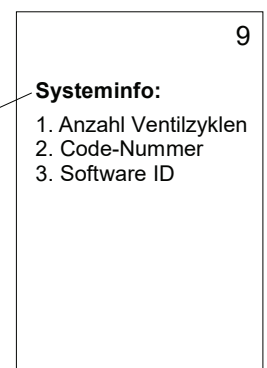 9
Systeminfo:
1. Anzahl Ventilzyklen
2. Code-Nummer
3. Software ID